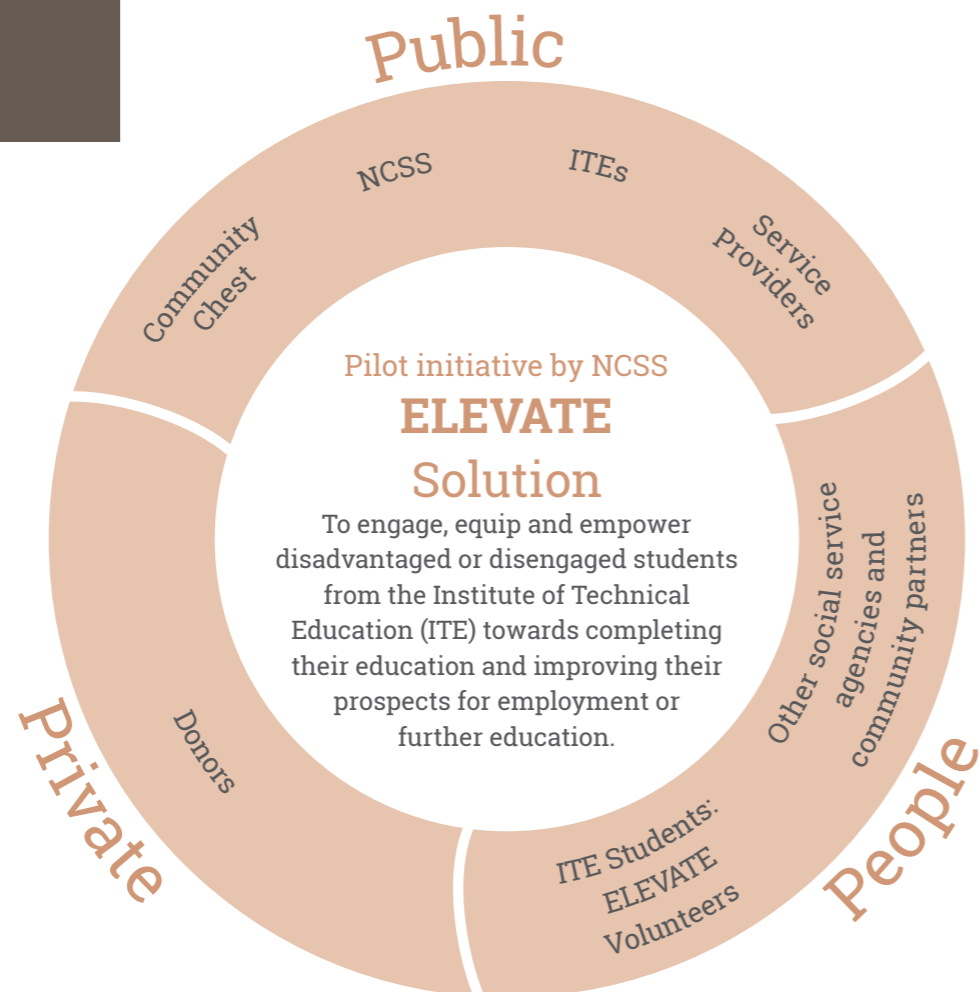 Public
Community
Chest
NCSS
ITEs
Service
Providers
Pilot initiative by NCSS
ELEVATE
Solution
To engage, equip and empower
disadvantaged or disengaged students
from the Institute of Technical
Education (ITE) towards completing
their education and improving their
prospects for employment or
further education.
Other social service
agencies and
community partners
People
ITE Students:
ELEVATE
Volunteers
Donors
Private